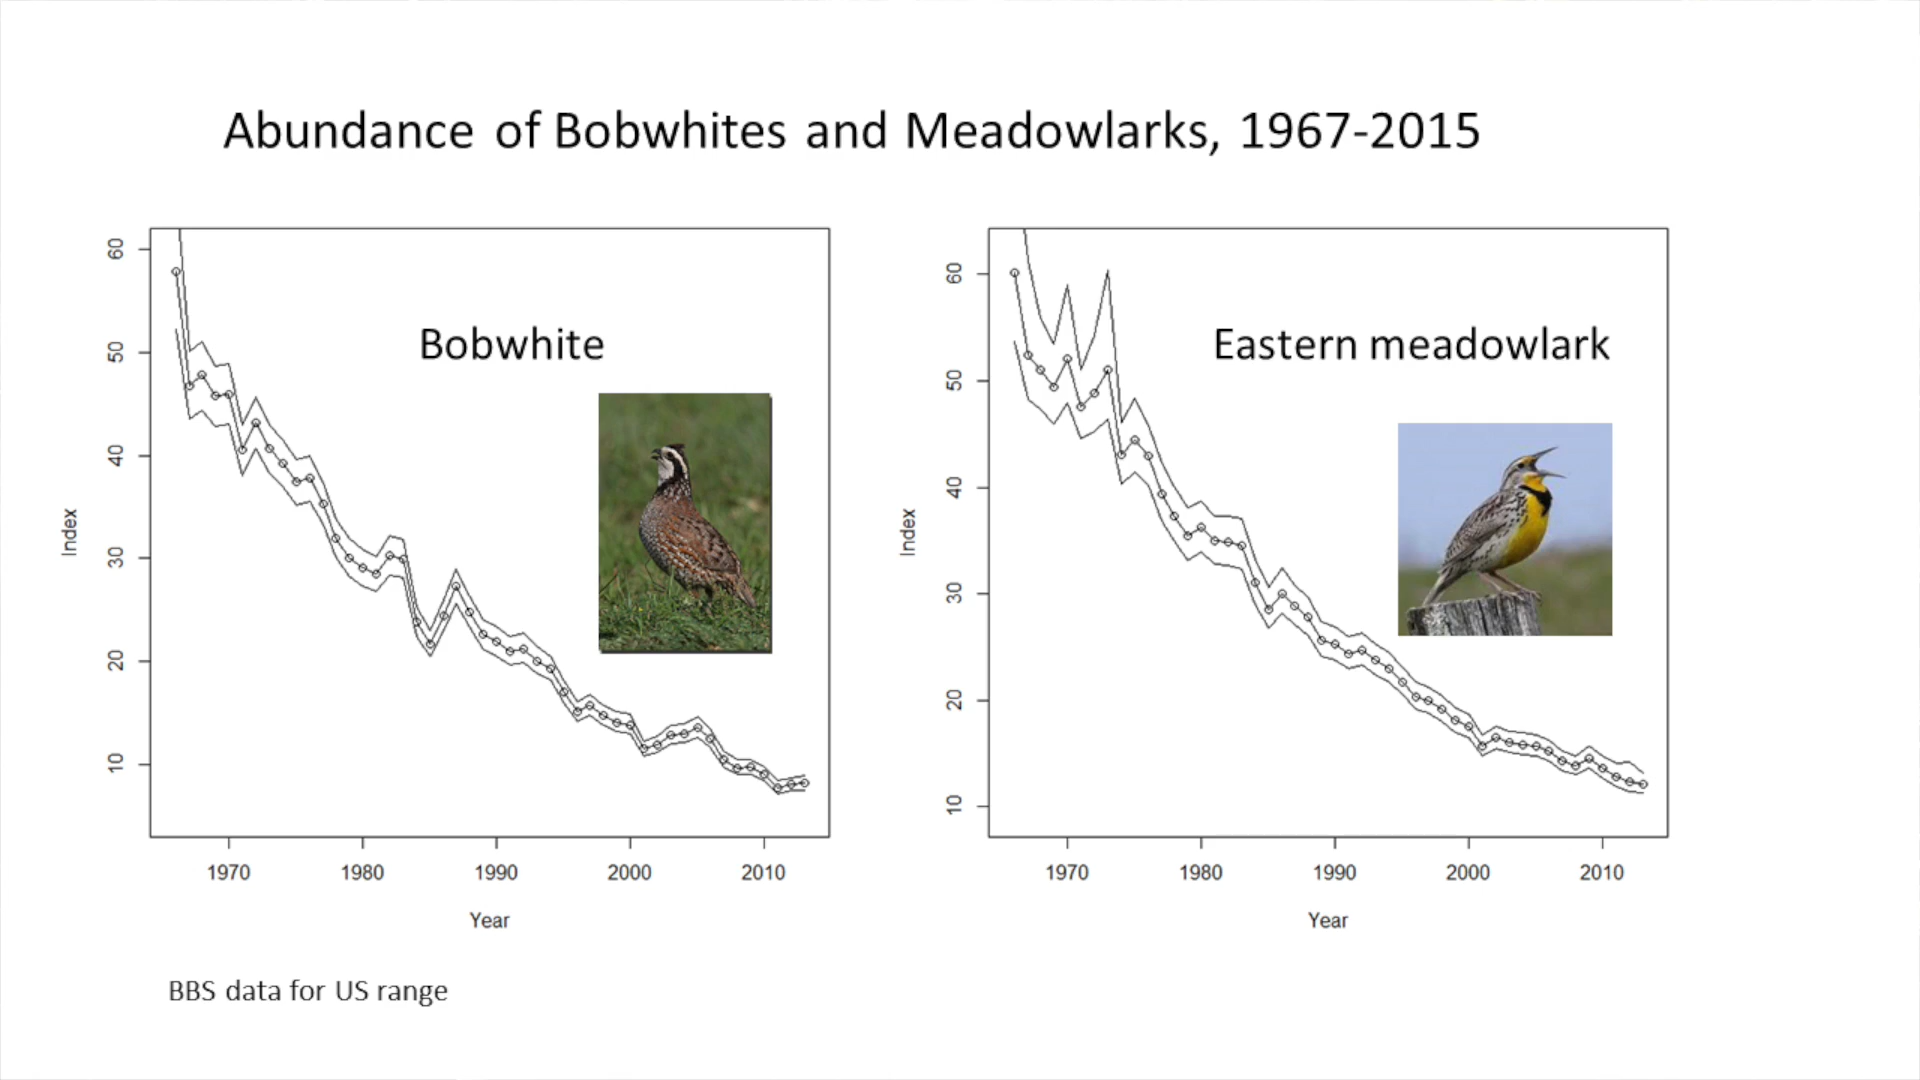 Abundance of Bobwhites and Meadowlarks, 1967-2015
Bobwhite
Index
60
50
40
30
20
10
1970 1980 1990 2000 2010
Year
Eastern meadowlark
Index
60
50
40
30
20
10
1970 1980 1990 2000 2010
Year
BBS data for US range